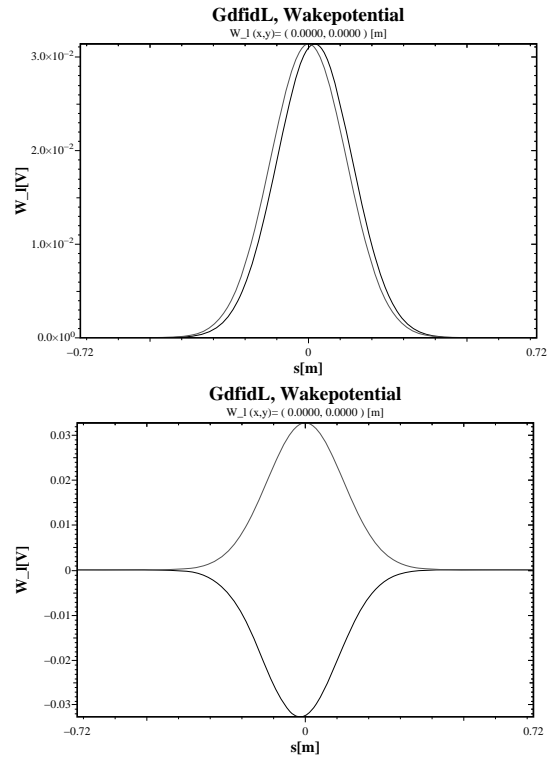 GdfidL, Wakepotential
W_l (x,y)= ( 0.0000, 0.0000 ) [m]
3.0×10⁻²
2.0×10⁻²
1.0×10⁻²
0.0×10⁰
W_l[V]
−0.72 0 0.72
s[m]
GdfidL, Wakepotential
W_l (x,y)= ( 0.0000, 0.0000 ) [m]
0.03
0.02
0.01
0
−0.01
−0.02
−0.03
W_l[V]
−0.72 0 0.72
s[m]